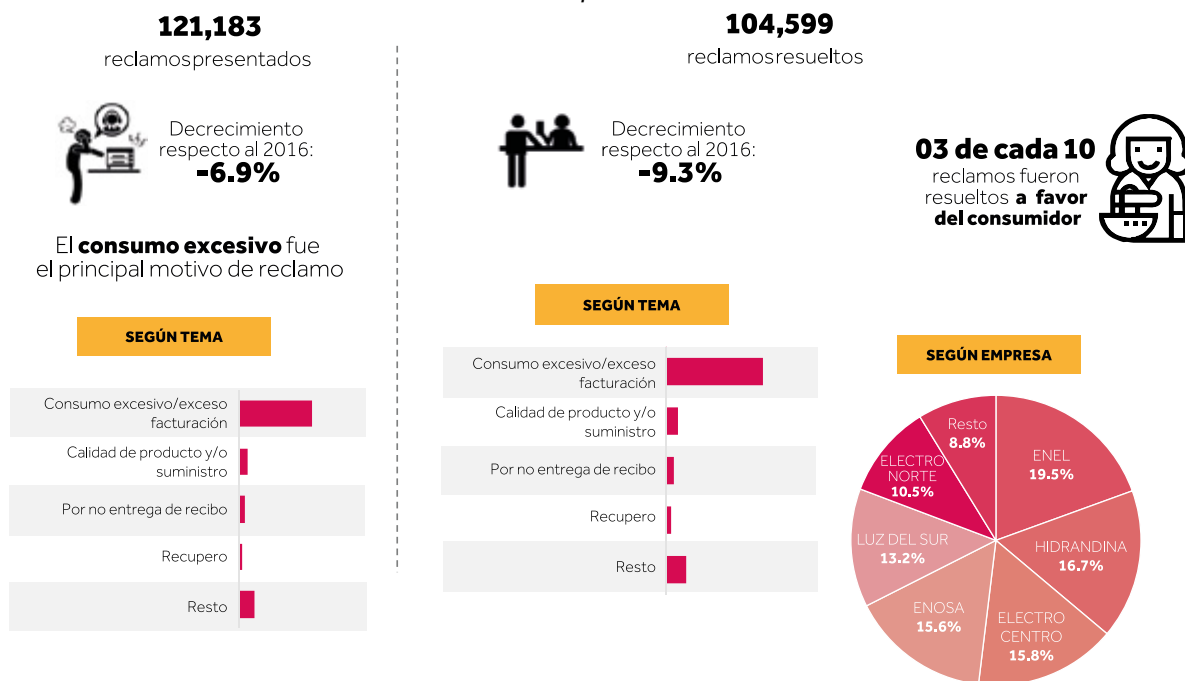 121,183
reclamos presentados
Decrecimiento
respecto al 2016:
-6.9%
El consumo excesivo fue
el principal motivo de reclamo
SEGÚN TEMA
Consumo excesivo/exceso
facturación
Calidad de producto y/o
suministro
Por no entrega de recibo
Recupero
Resto
104,599
reclamos resueltos
Decrecimiento
respecto al 2016:
-9.3%
03 de cada 10
reclamos fueron
resueltos a favor
del consumidor
SEGÚN TEMA
Consumo excesivo/exceso
facturación
Calidad de producto y/o
suministro
Por no entrega de recibo
Recupero
Resto
SEGÚN EMPRESA
Resto
8.8%
ENEL
19.5%
ELECTRO
NORTE
10.5%
LUZ DEL SUR
13.2%
HIDRANDINA
16.7%
ENOSA
15.6%
ELECTRO
CENTRO
15.8%